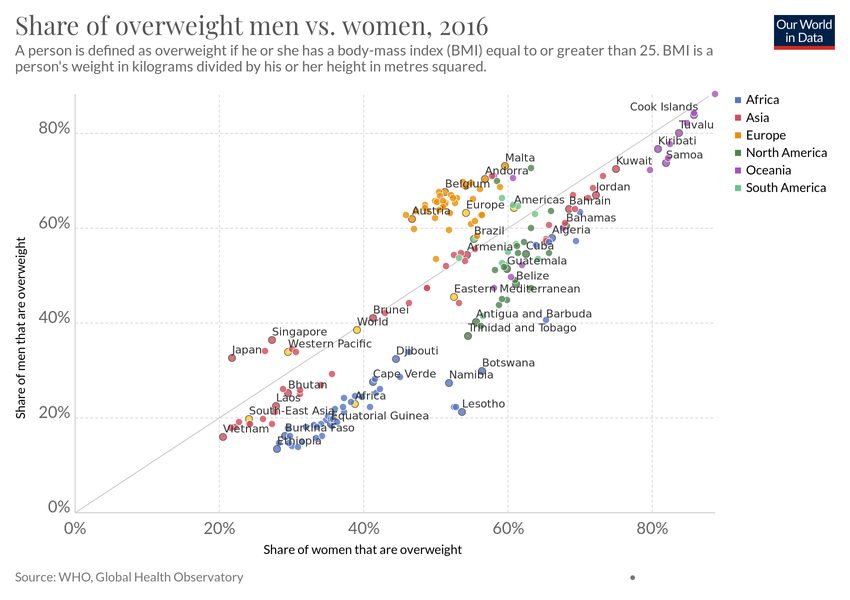 Share of overweight men vs. women, 2016
Our World
in Data
A person is defined as overweight if he or she has a body-mass index (BMI) equal to or greater than 25. BMI is a
person's weight in kilograms divided by his or her height in metres squared.
Africa
Asia
Europe
North America
Oceania
South America
Share of men that are overweight
80%
60%
40%
20%
0%
Cook Islands
Tuvalu
Kiribati
Samoa
Malta
Kuwait
Andorra
Belgium
Jordan
Americas
Bahrain
Europe
Austria
Bahamas
Brazil
Algeria
Armenia
Cuba
Guatemala
Belize
Eastern Mediterranean
Brunei
Antigua and Barbuda
World
Trinidad and Tobago
Singapore
Western Pacific
Japan
Djibouti
Botswana
Cape Verde
Namibia
Bhutan
Africa
Laos
Lesotho
South-East Asia
Equatorial Guinea
Vietnam
Burkina Faso
Ethiopia
0%
20%
40%
60%
80%
Share of women that are overweight
Source: WHO, Global Health Observatory